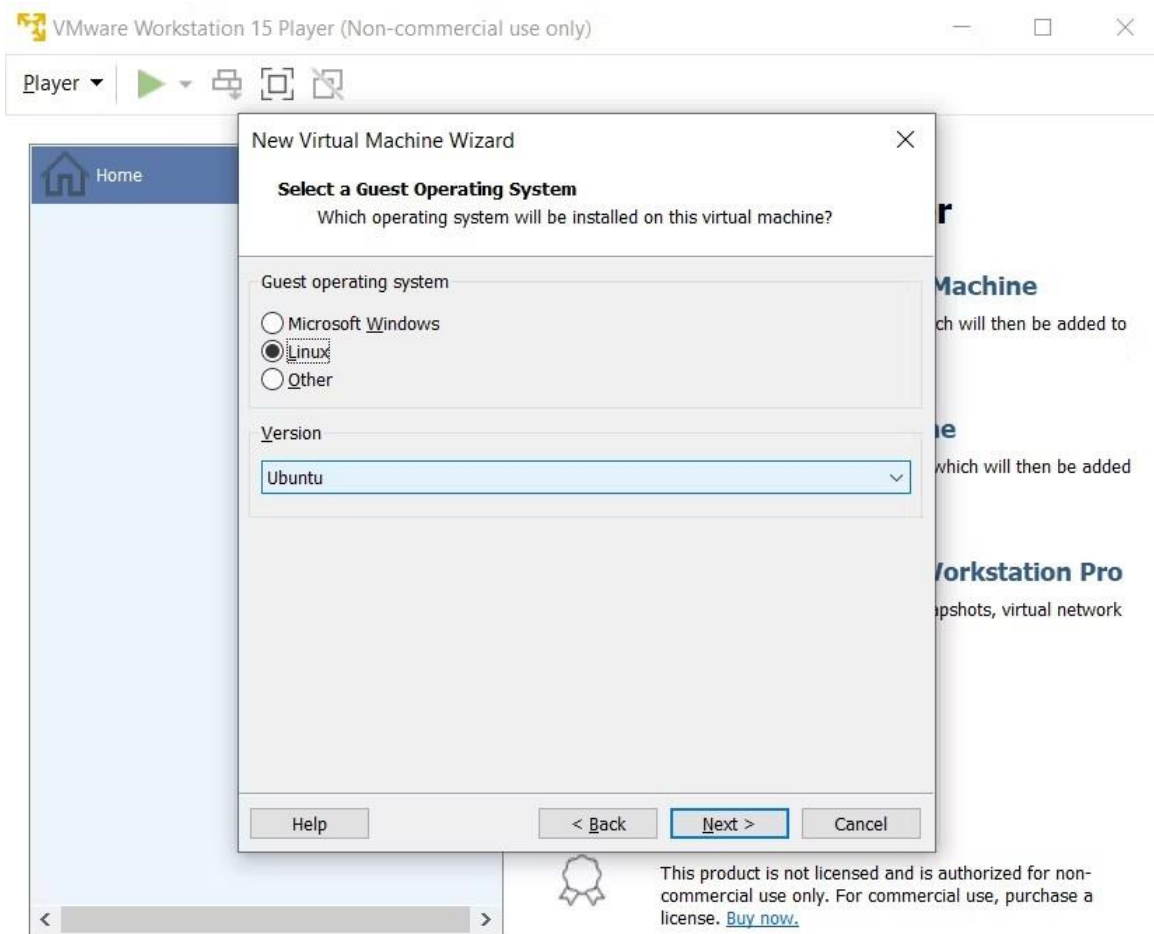 VMware Workstation 15 Player (Non-commercial use only)
Player
New Virtual Machine Wizard
Home
Select a Guest Operating System
Which operating system will be installed on this virtual machine?
r
Guest operating system
Machine
Microsoft Windows
ch will then be added to
Linux
Other
Version
ne
Ubuntu
which will then be added
Workstation Pro
apshots, virtual network
Help
< Back
Next >
Cancel
This product is not licensed and is authorized for non-
commercial use only. For commercial use, purchase a
license. Buy now.